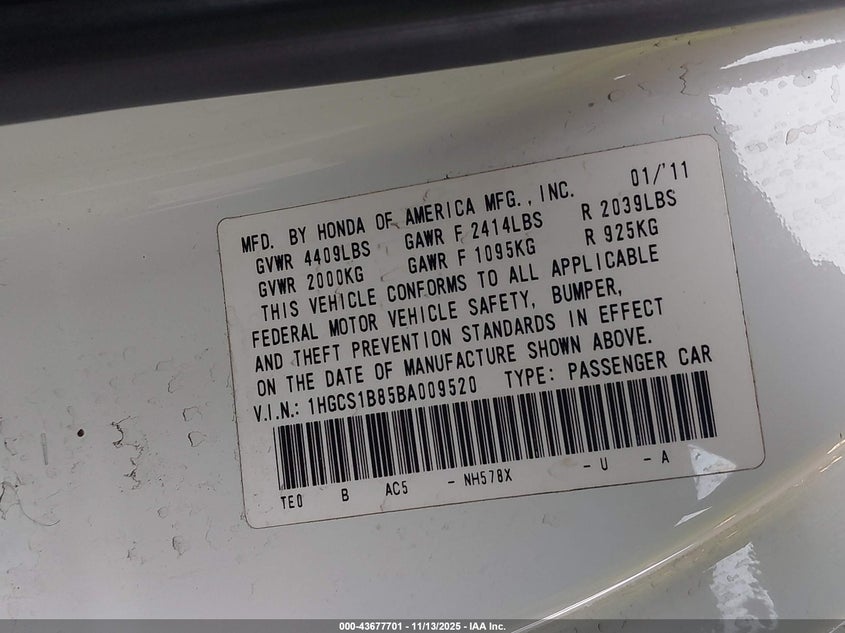 MFD. BY HONDA OF AMERICA MFG., INC. 01/'11
GVWR 4409LBS GAWR F 2414LBS R 2039LBS
GVWR 2000KG GAWR F 1095KG R 925KG
THIS VEHICLE CONFORMS TO ALL APPLICABLE
FEDERAL MOTOR VEHICLE SAFETY, BUMPER,
AND THEFT PREVENTION STANDARDS IN EFFECT
ON THE DATE OF MANUFACTURE SHOWN ABOVE.
V.I.N.: 1HGCS1B85BA009520 TYPE: PASSENGER CAR
TE0 B AC5 - NH578X - U - A
000-43677701 - 11/13/2025 - IAA Inc.